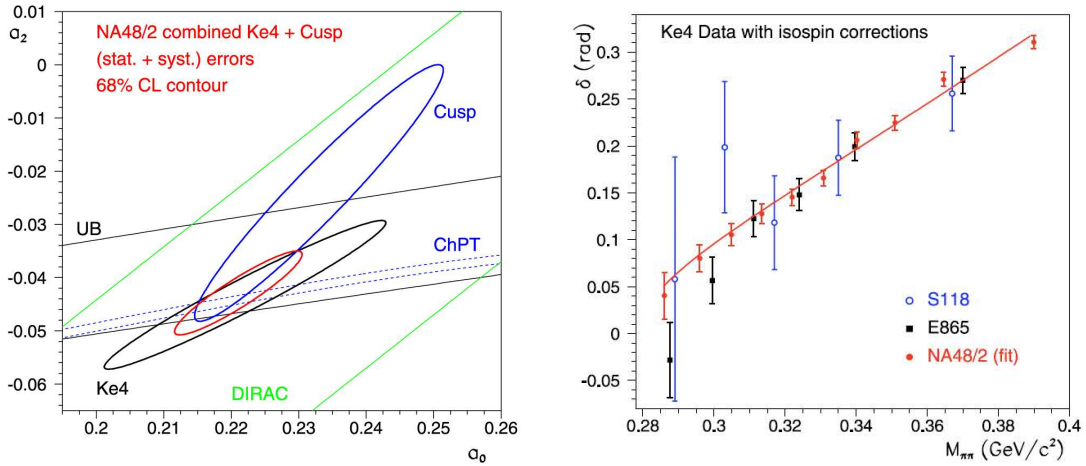 a₂
0.01
0
-0.01
-0.02
-0.03
-0.04
-0.05
-0.06
NA48/2 combined Ke4 + Cusp
(stat. + syst.) errors
68% CL contour
Cusp
UB
ChPT
Ke4
DIRAC
0.2
0.21
0.22
0.23
0.24
0.25
0.26
a₀
δ (rad)
0.3
0.25
0.2
0.15
0.1
0.05
0
-0.05
Ke4 Data with isospin corrections
S118
E865
NA48/2 (fit)
0.28
0.3
0.32
0.34
0.36
0.38
0.4
Mππ (GeV/c²)